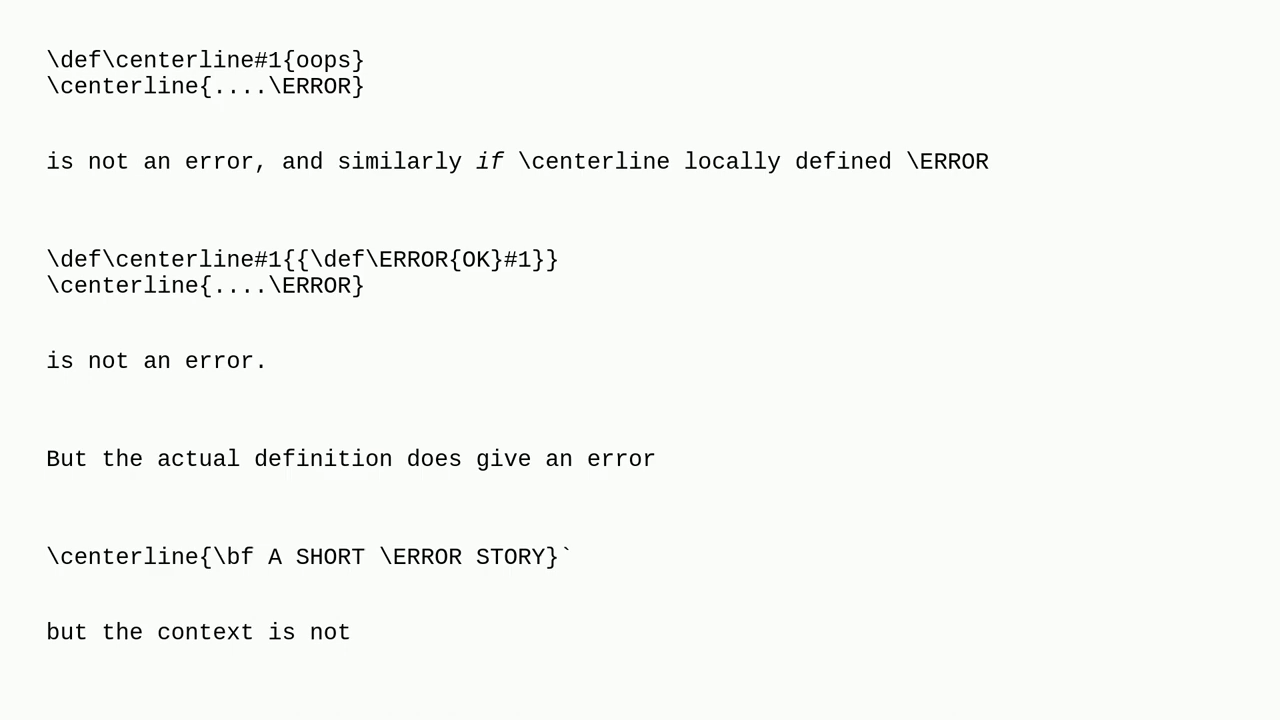 \def\centerline#1{oops}
\centerline{....\ERROR}
is not an error, and similarly if \centerline locally defined \ERROR
\def\centerline#1{{\def\ERROR{OK}#1}}
\centerline{....\ERROR}
is not an error.
But the actual definition does give an error
\centerline{\bf A SHORT \ERROR STORY}`
but the context is not